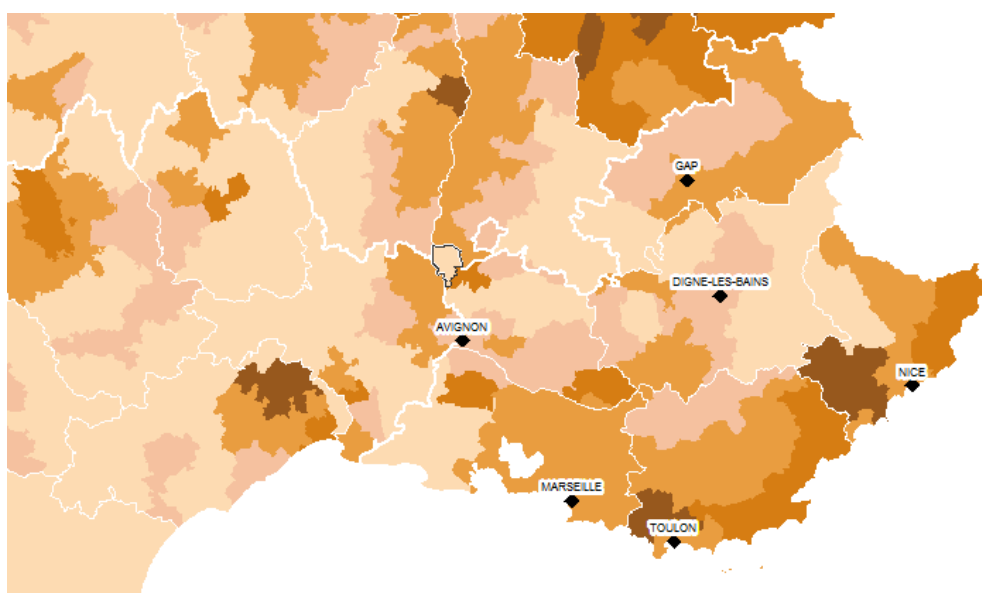 GAP
DIGNE-LES-BAINS
AVIGNON
NICE
MARSEILLE
TOULON